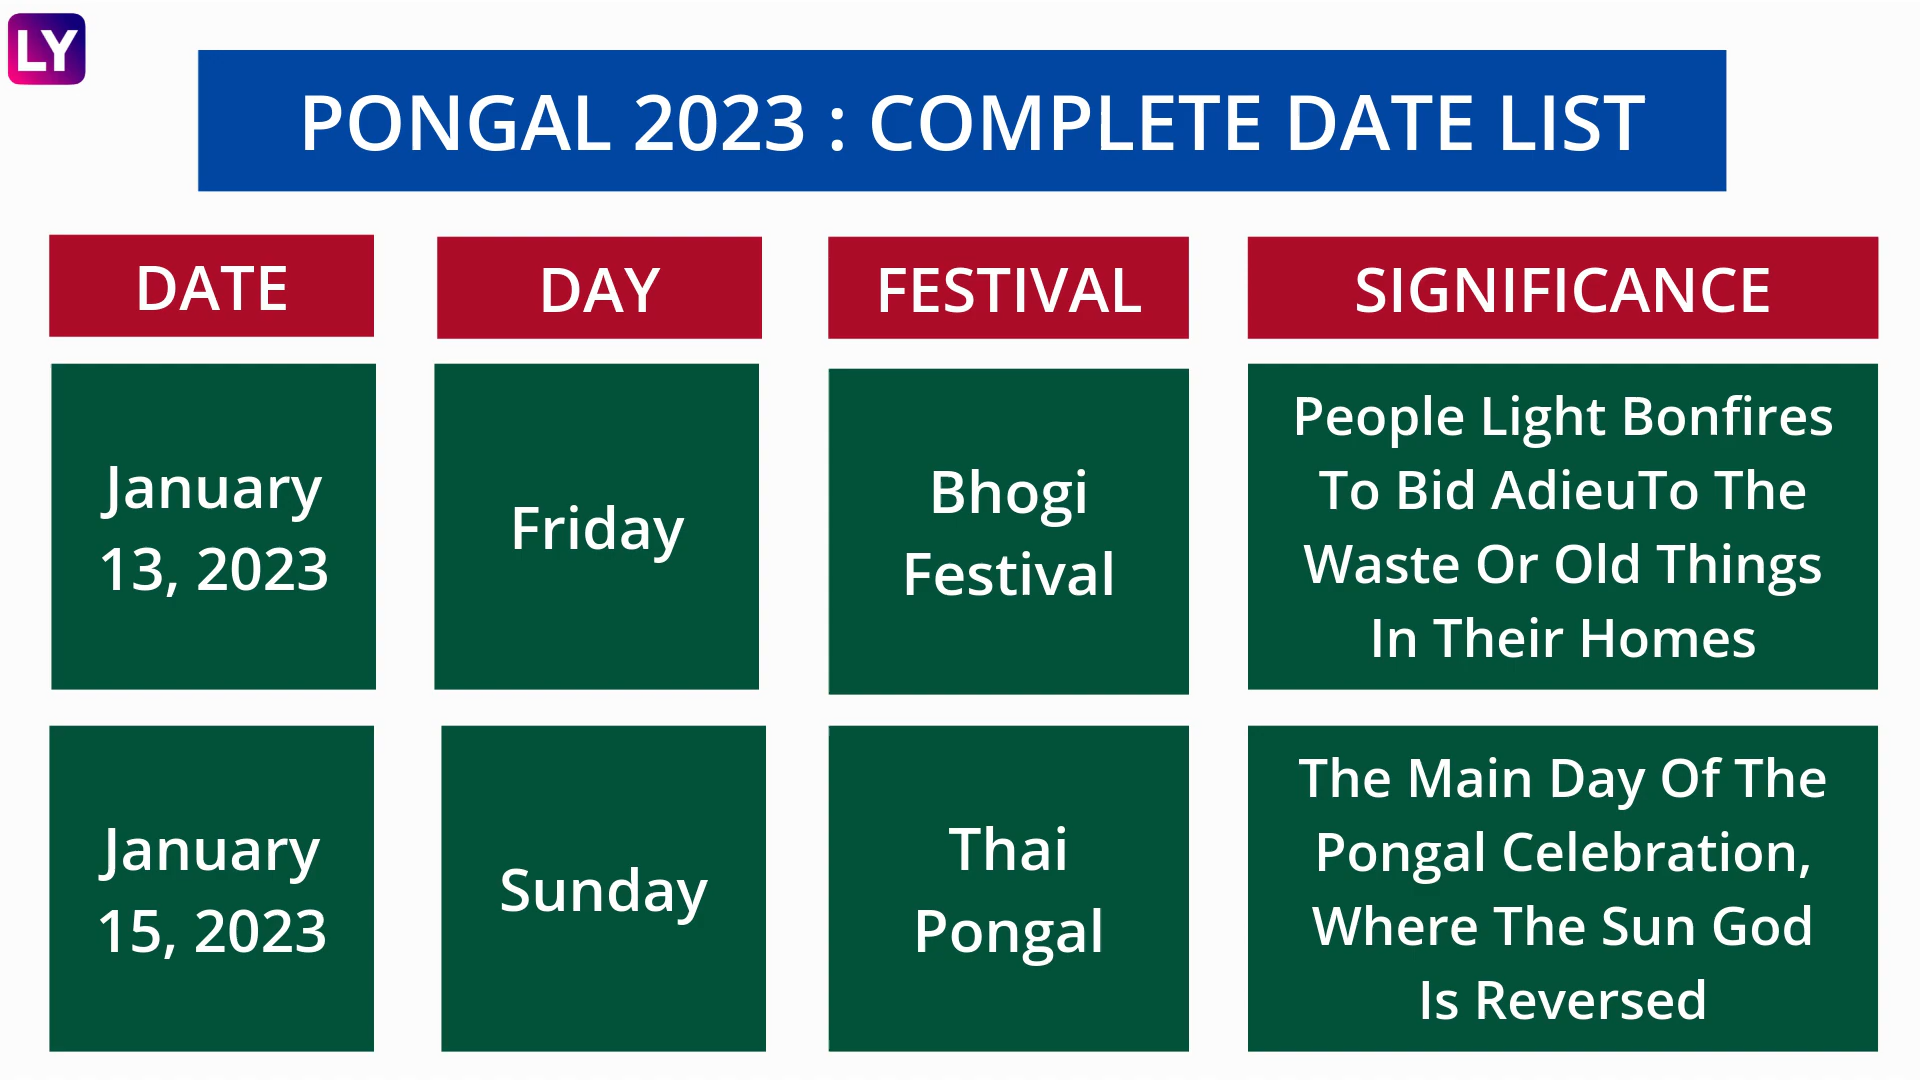 LY
PONGAL 2023 : COMPLETE DATE LIST
DATE
DAY
FESTIVAL
SIGNIFICANCE
January
13, 2023
Friday
Bhogi
Festival
People Light Bonfires
To Bid AdieuTo The
Waste Or Old Things
In Their Homes
January
15, 2023
Sunday
Thai
Pongal
The Main Day Of The
Pongal Celebration,
Where The Sun God
Is Reversed